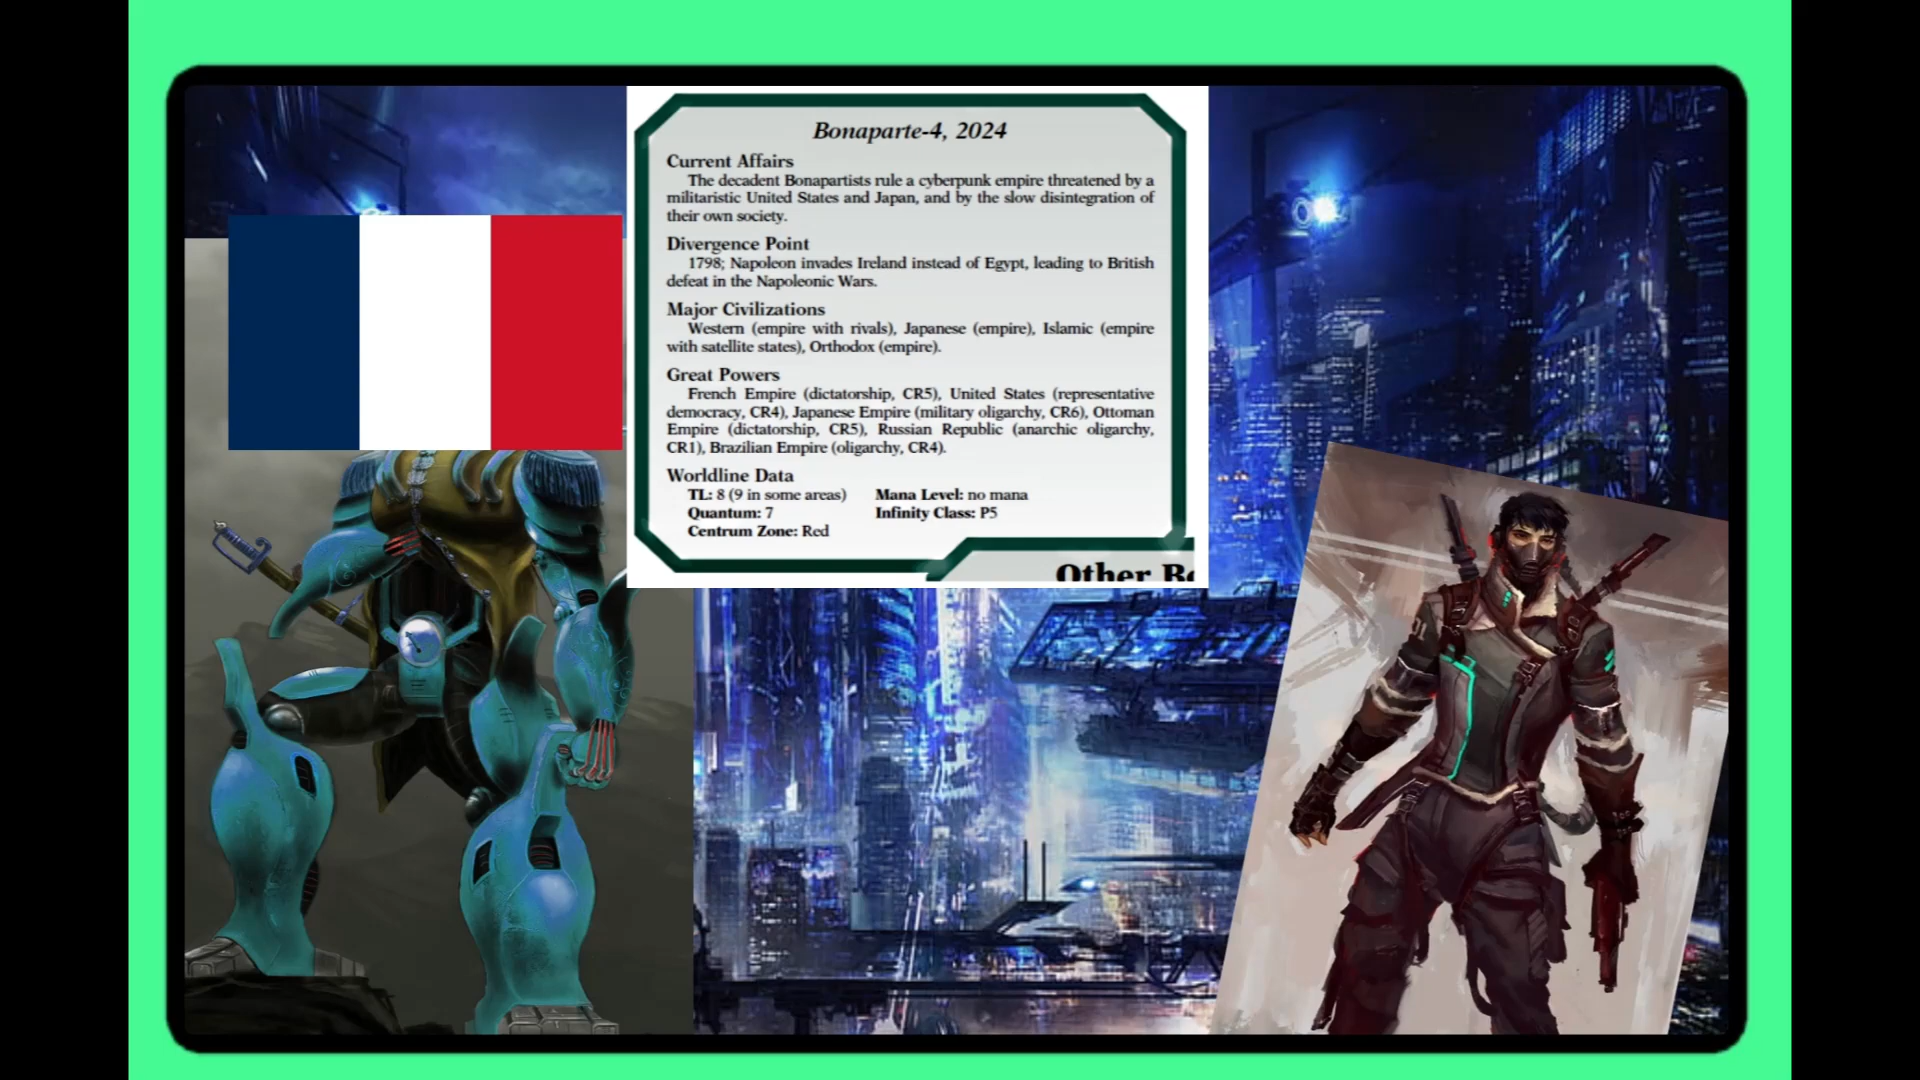 Bonaparte-4, 2024
Current Affairs
The decadent Bonapartists rule a cyberpunk empire threatened by a
militaristic United States and Japan, and by the slow disintegration of
their own society.
Divergence Point
1798; Napoleon invades Ireland instead of Egypt, leading to British
defeat in the Napoleonic Wars.
Major Civilizations
Western (empire with rivals), Japanese (empire), Islamic (empire
with satellite states), Orthodox (empire).
Great Powers
French Empire (dictatorship, CR5), United States (representative
democracy, CR4), Japanese Empire (military oligarchy, CR6), Ottoman
Empire (dictatorship, CR5), Russian Republic (anarchic oligarchy,
CR1), Brazilian Empire (oligarchy, CR4).
Worldline Data
TL: 8 (9 in some areas) Mana Level: no mana
Quantum: 7 Infinity Class: P5
Centrum Zone: Red
Other
01